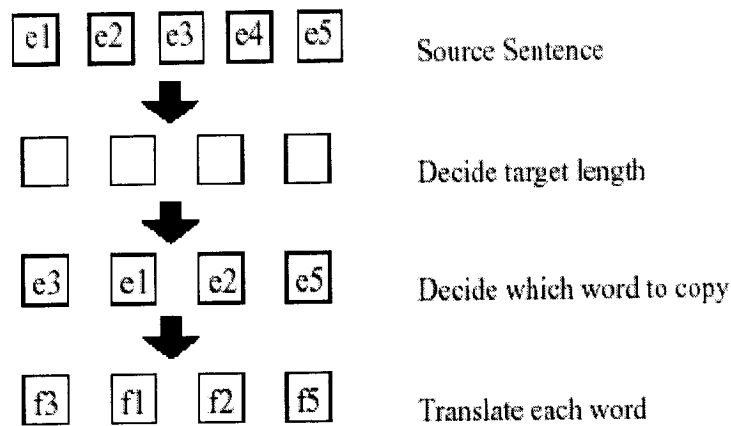 e1 e2 e3 e4 e5 Source Sentence
Decide target length
e3 e1 e2 e5 Decide which word to copy
f3 f1 f2 f5 Translate each word